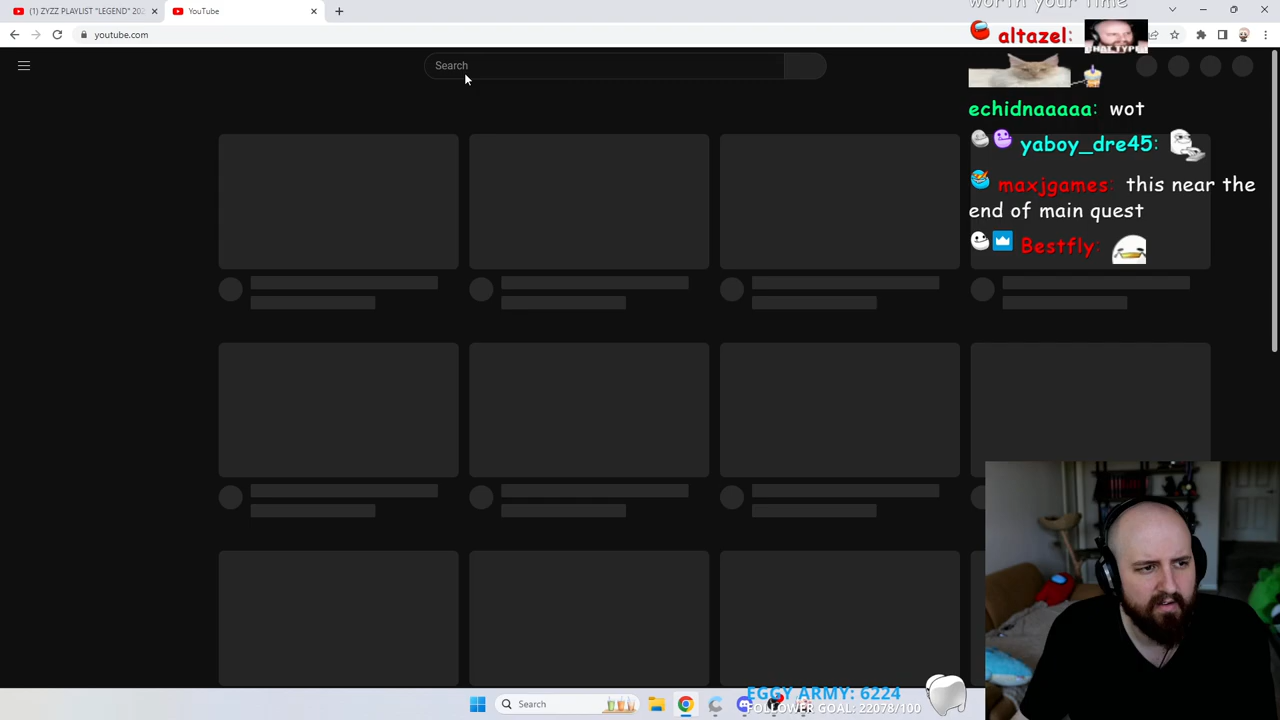 (1) ZYZZ PLAYLIST "LEGEND" 202
YouTube
youtube.com
Search
worth your time
altazel:
echidnaaaaa: wot
yaboy_dre45:
maxjgames: this near the
end of main quest
Bestfly:
EGGY ARMY: 6224
FOLLOWER GOAL: 22078/100
Search